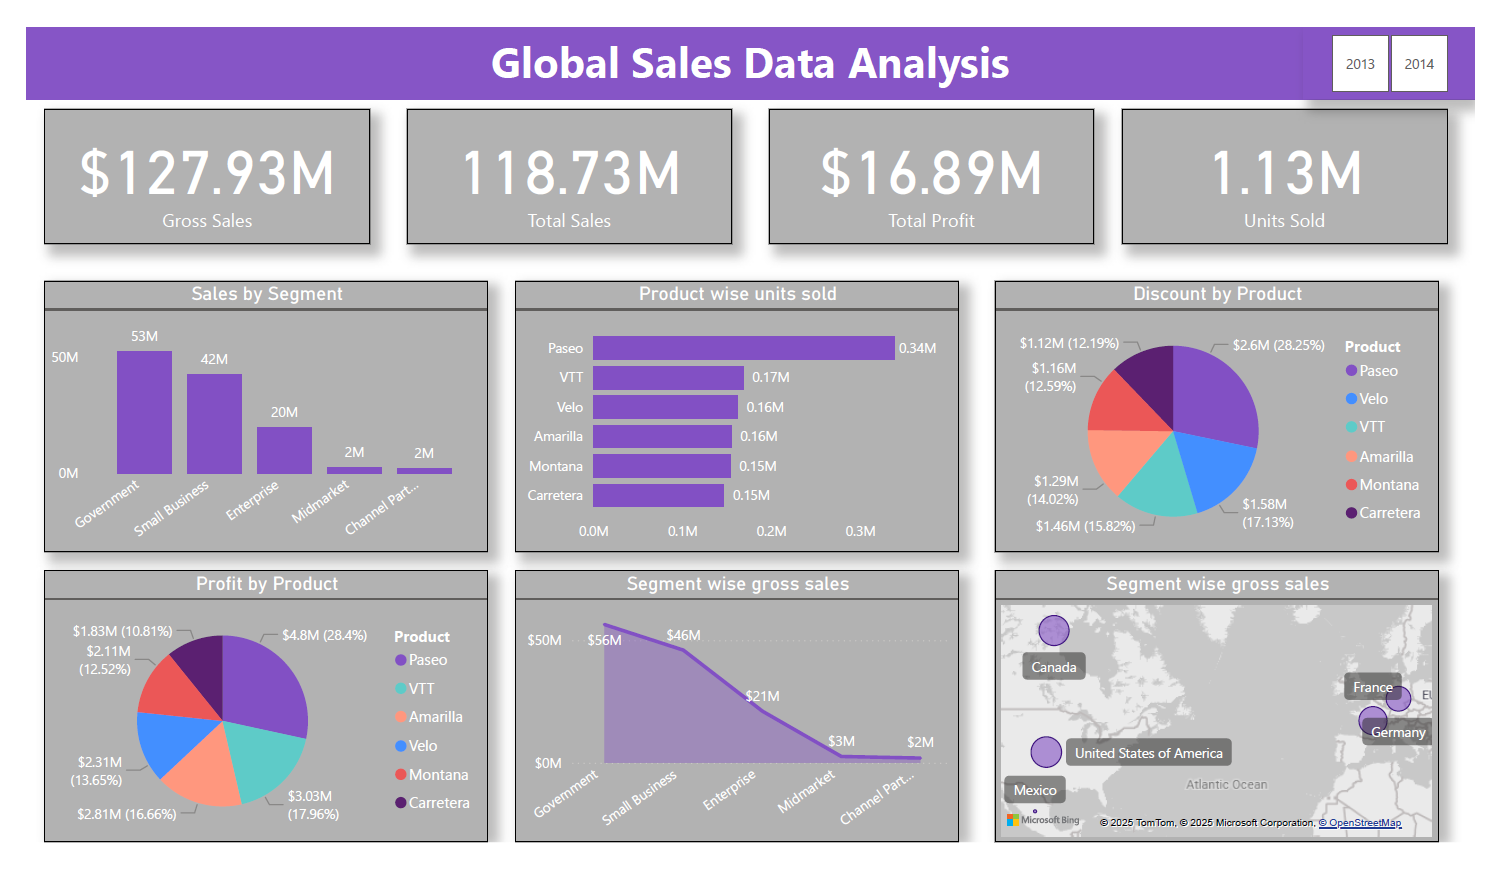 Global Sales Data Analysis
2013
2014
$127.93M
Gross Sales
118.73M
Total Sales
$16.89M
Total Profit
1.13M
Units Sold
Sales by Segment
50M
0M
53M
42M
20M
2M
2M
Government
Small Business
Enterprise
Midmarket
Channel Part...
Product wise units sold
Paseo
0.34M
VTT
0.17M
Velo
0.16M
Amarilla
0.16M
Montana
0.15M
Carretera
0.15M
0.0M
0.1M
0.2M
0.3M
Discount by Product
$1.12M (12.19%)
$2.6M (28.25%)
$1.16M
(12.59%)
$1.29M
(14.02%)
$1.46M (15.82%)
$1.58M
(17.13%)
Product
Paseo
Velo
VTT
Amarilla
Montana
Carretera
Profit by Product
$1.83M (10.81%)
$4.8M (28.4%)
$2.11M
(12.52%)
$2.31M
(13.65%)
$2.81M (16.66%)
$3.03M
(17.96%)
Product
Paseo
VTT
Amarilla
Velo
Montana
Carretera
Segment wise gross sales
$50M
$0M
$56M
$46M
$21M
$3M
$2M
Government
Small Business
Enterprise
Midmarket
Channel Part...
Segment wise gross sales
Canada
France
EU
Germany
United States of America
Mexico
Atlantic Ocean
Microsoft Bing
© 2025 TomTom, © 2025 Microsoft Corporation, © OpenStreetMap